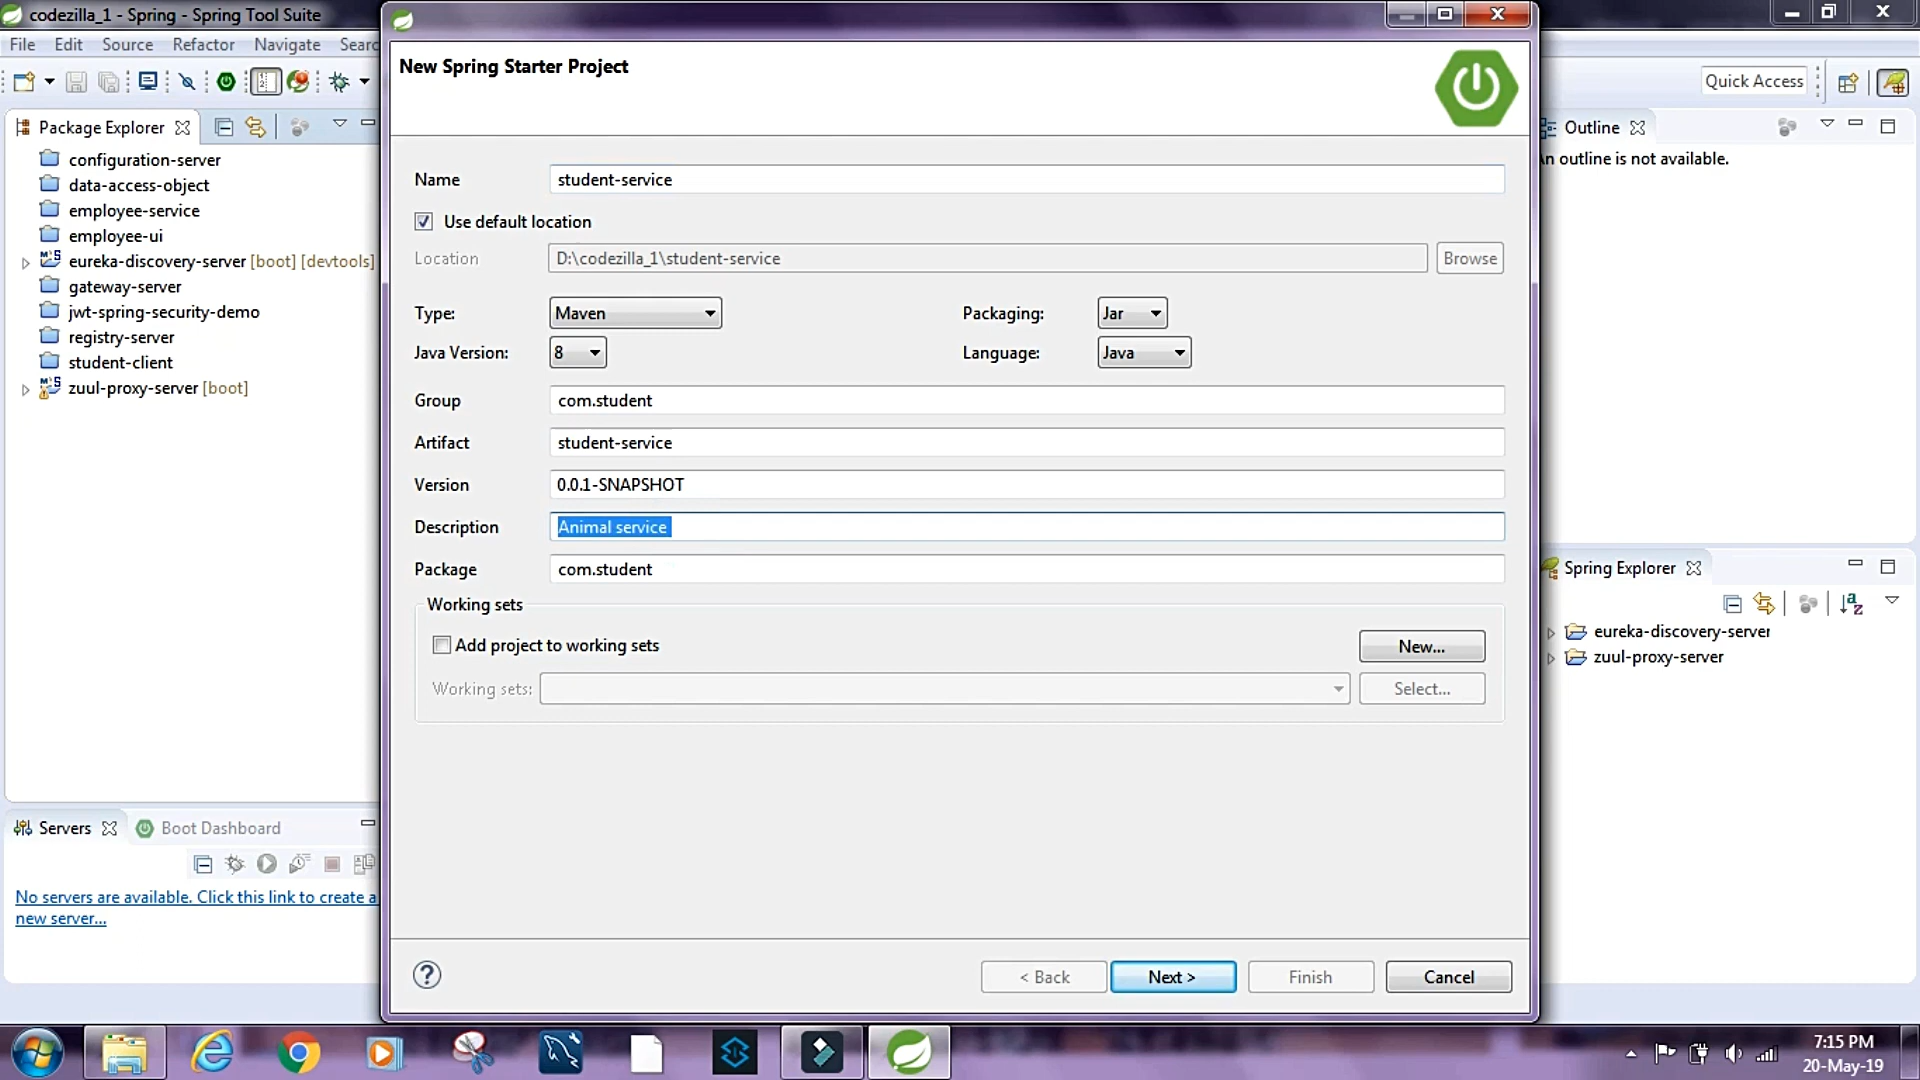 codezilla_1 - Spring - Spring Tool Suite
File Edit Source Refactor Navigate
Quick Access
Package Explorer
configuration-server
data-access-object
employee-service
employee-ui
eureka-discovery-server [boot] [devtools]
gateway-server
jwt-spring-security-demo
registry-server
student-client
zuul-proxy-server [boot]
Servers Boot Dashboard
No servers are available. Click this link to create a
new server...
New Spring Starter Project
Name student-service
Use default location
Location D:\codezilla_1\student-service Browse
Type: Maven Packaging: Jar
Java Version: 8 Language: Java
Group com.student
Artifact student-service
Version 0.0.1-SNAPSHOT
Description Animal service
Package com.student
Working sets
Add project to working sets New...
Working sets: Select...
< Back Next > Finish Cancel
Outline
An outline is not available.
Spring Explorer
eureka-discovery-server
zuul-proxy-server
7:15 PM
20-May-19